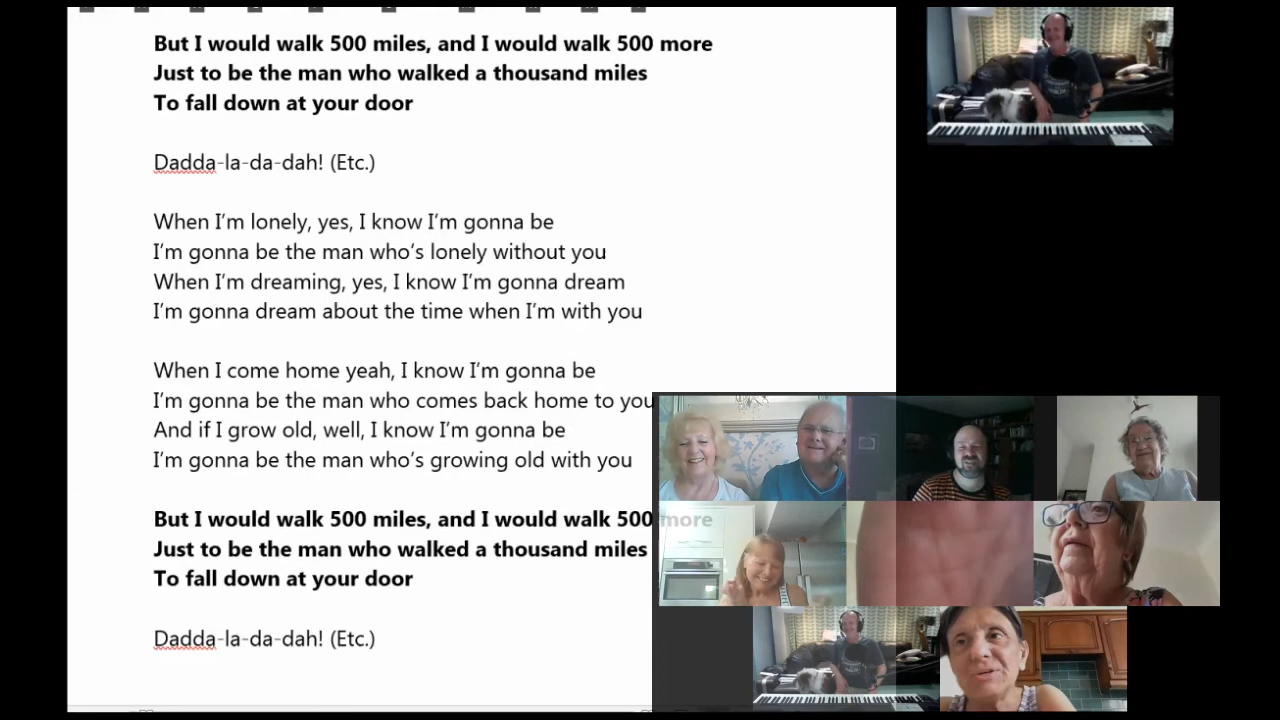 But I would walk 500 miles, and I would walk 500 more
Just to be the man who walked a thousand miles
To fall down at your door
Dadda-la-da-dah! (Etc.)
When I'm lonely, yes, I know I'm gonna be
I'm gonna be the man who's lonely without you
When I'm dreaming, yes, I know I'm gonna dream
I'm gonna dream about the time when I'm with you
When I come home yeah, I know I'm gonna be
I'm gonna be the man who comes back home to you
And if I grow old, well, I know I'm gonna be
I'm gonna be the man who's growing old with you
But I would walk 500 miles, and I would walk 500 more
Just to be the man who walked a thousand miles
To fall down at your door
Dadda-la-da-dah! (Etc.)